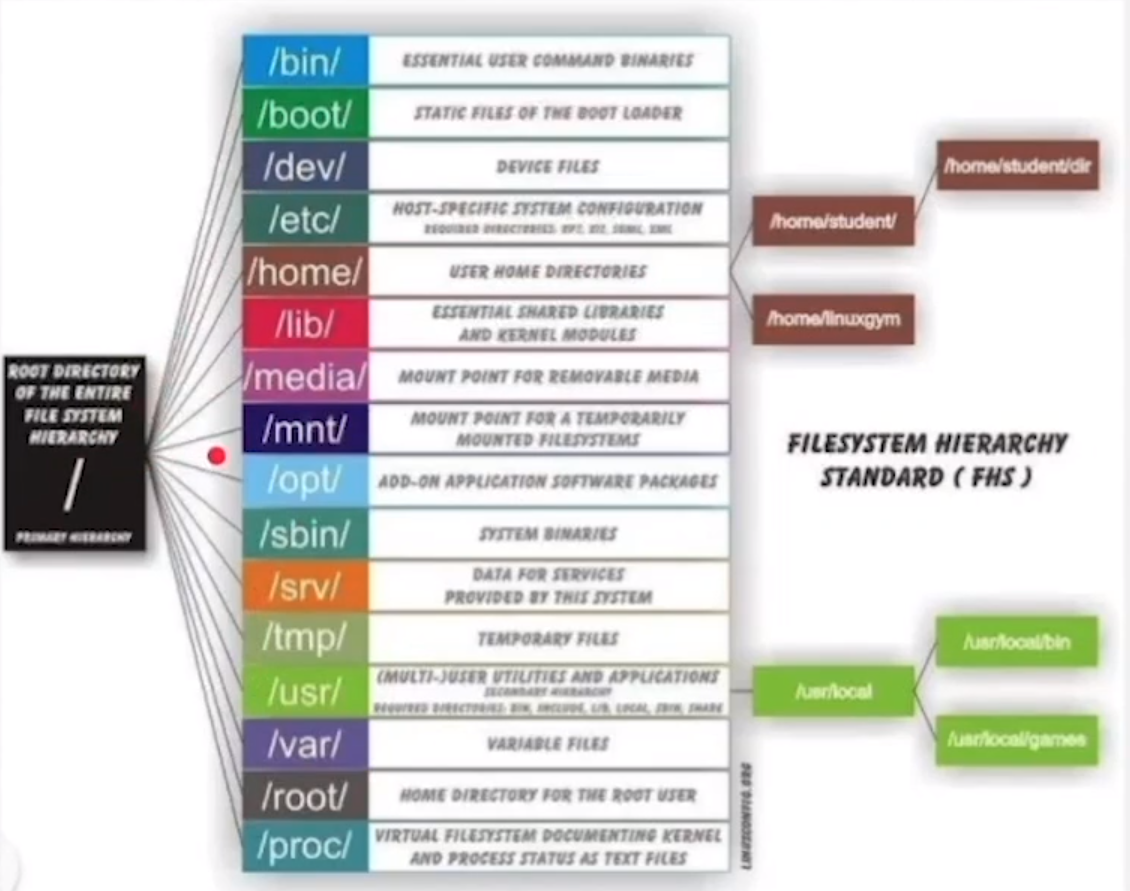 ROOT DIRECTORY
OF THE ENTIRE
FILE SYSTEM
HIERARCHY
/
PRIMARY HIERARCHY
/bin/
ESSENTIAL USER COMMAND BINARIES
/boot/
STATIC FILES OF THE BOOT LOADER
/dev/
DEVICE FILES
/etc/
HOST-SPECIFIC SYSTEM CONFIGURATION
REQUIRED DIRECTORIES: OPT, X11, SGML, XML
/home/
USER HOME DIRECTORIES
/home/student/
/home/student/dir
/home/linuxgym
/lib/
ESSENTIAL SHARED LIBRARIES
AND KERNEL MODULES
/media/
MOUNT POINT FOR REMOVABLE MEDIA
/mnt/
MOUNT POINT FOR A TEMPORARILY
MOUNTED FILESYSTEMS
/opt/
ADD-ON APPLICATION SOFTWARE PACKAGES
/sbin/
SYSTEM BINARIES
/srv/
DATA FOR SERVICES
PROVIDED BY THIS SYSTEM
/tmp/
TEMPORARY FILES
/usr/
(MULTI-)USER UTILITIES AND APPLICATIONS
SECONDARY HIERARCHY
REQUIRED DIRECTORIES: BIN, INCLUDE, LIB, LOCAL, SBIN, SHARE
/usr/local
/usr/local/bin
/usr/local/games
/var/
VARIABLE FILES
/root/
HOME DIRECTORY FOR THE ROOT USER
/proc/
VIRTUAL FILESYSTEM DOCUMENTING KERNEL
AND PROCESS STATUS AS TEXT FILES
FILESYSTEM HIERARCHY
STANDARD ( FHS )
LINUXCONFIG.ORG